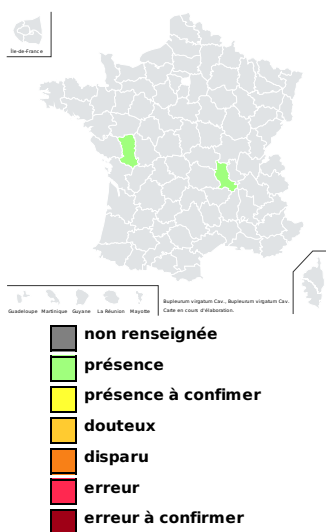 Île-de-France
Guadeloupe Martinique Guyane La Réunion Mayotte
Bupleurum virgatum Cav., Bupleurum virgatum Cav.
Carte en cours d'élaboration.
non renseignée
présence
présence à confimer
douteux
disparu
erreur
erreur à confirmer